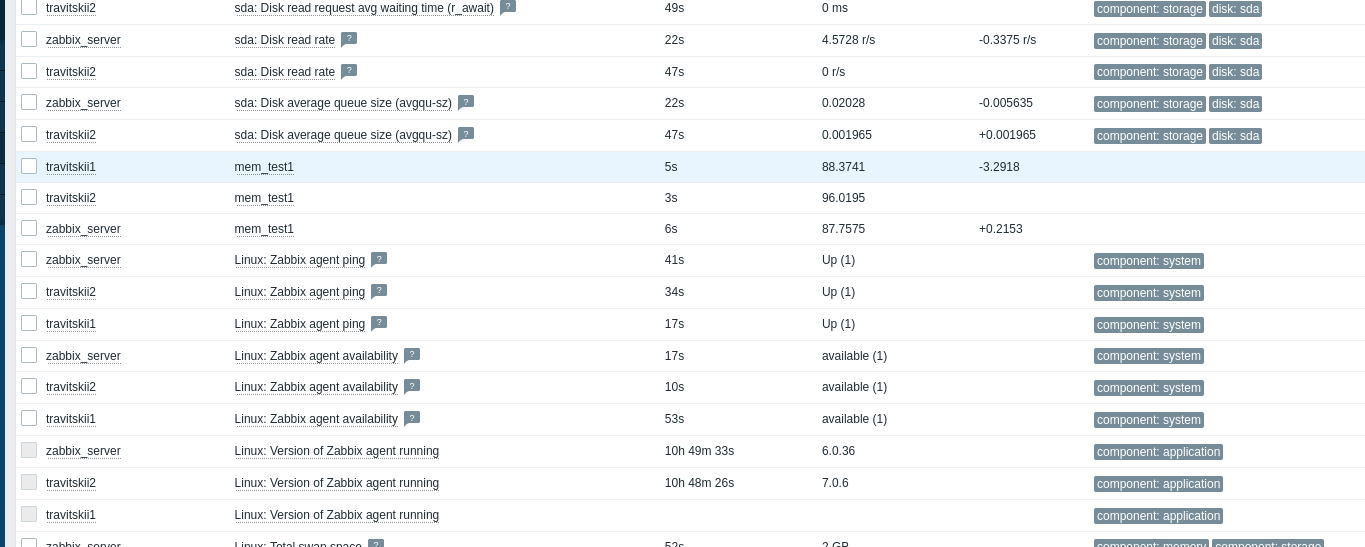 travitskii2 sda: Disk read request avg waiting time (r_await) ? 49s 0 ms component: storage disk: sda
zabbix_server sda: Disk read rate ? 22s 4.5728 r/s -0.3375 r/s component: storage disk: sda
travitskii2 sda: Disk read rate ? 47s 0 r/s component: storage disk: sda
zabbix_server sda: Disk average queue size (avgqu-sz) ? 22s 0.02028 -0.005635 component: storage disk: sda
travitskii2 sda: Disk average queue size (avgqu-sz) ? 47s 0.001965 +0.001965 component: storage disk: sda
travitskii1 mem_test1 5s 88.3741 -3.2918
travitskii2 mem_test1 3s 96.0195
zabbix_server mem_test1 6s 87.7575 +0.2153
zabbix_server Linux: Zabbix agent ping ? 41s Up (1) component: system
travitskii2 Linux: Zabbix agent ping ? 34s Up (1) component: system
travitskii1 Linux: Zabbix agent ping ? 17s Up (1) component: system
zabbix_server Linux: Zabbix agent availability ? 17s available (1) component: system
travitskii2 Linux: Zabbix agent availability ? 10s available (1) component: system
travitskii1 Linux: Zabbix agent availability ? 53s available (1) component: system
zabbix_server Linux: Version of Zabbix agent running 10h 49m 33s 6.0.36 component: application
travitskii2 Linux: Version of Zabbix agent running 10h 48m 26s 7.0.6 component: application
travitskii1 Linux: Version of Zabbix agent running component: application
zabbix_server Linux: Total swap space ? 52s 2 GB component: memory component: storage